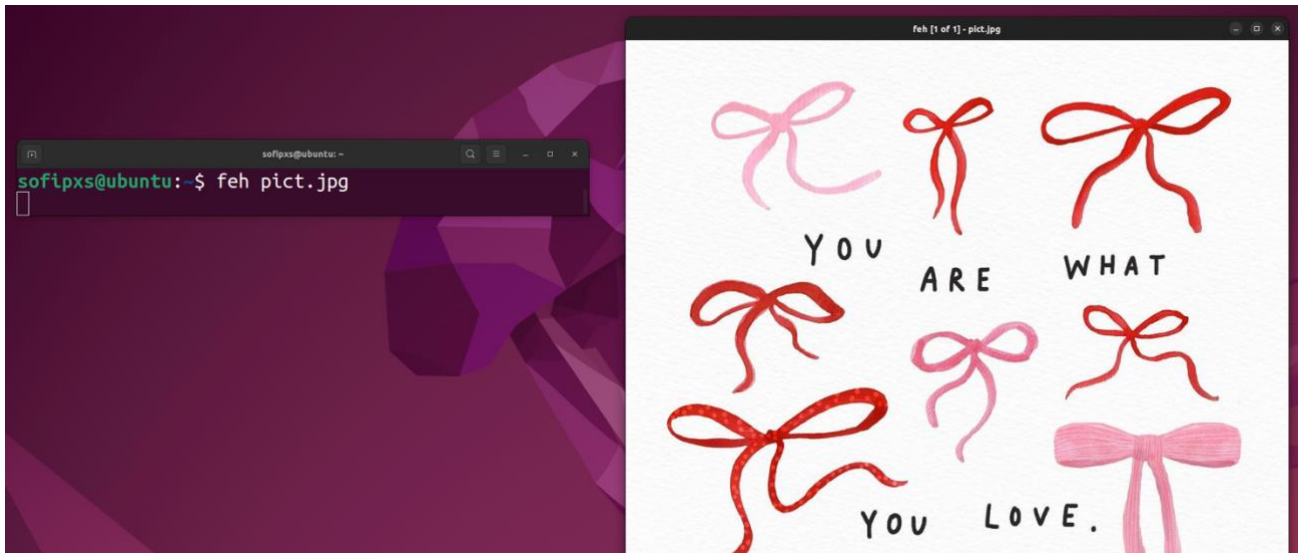 feh [1 of 1] - pict.jpg
sofipxs@ubuntu: ~
sofipxs@ubuntu:~$ feh pict.jpg
YOU ARE WHAT
YOU LOVE.